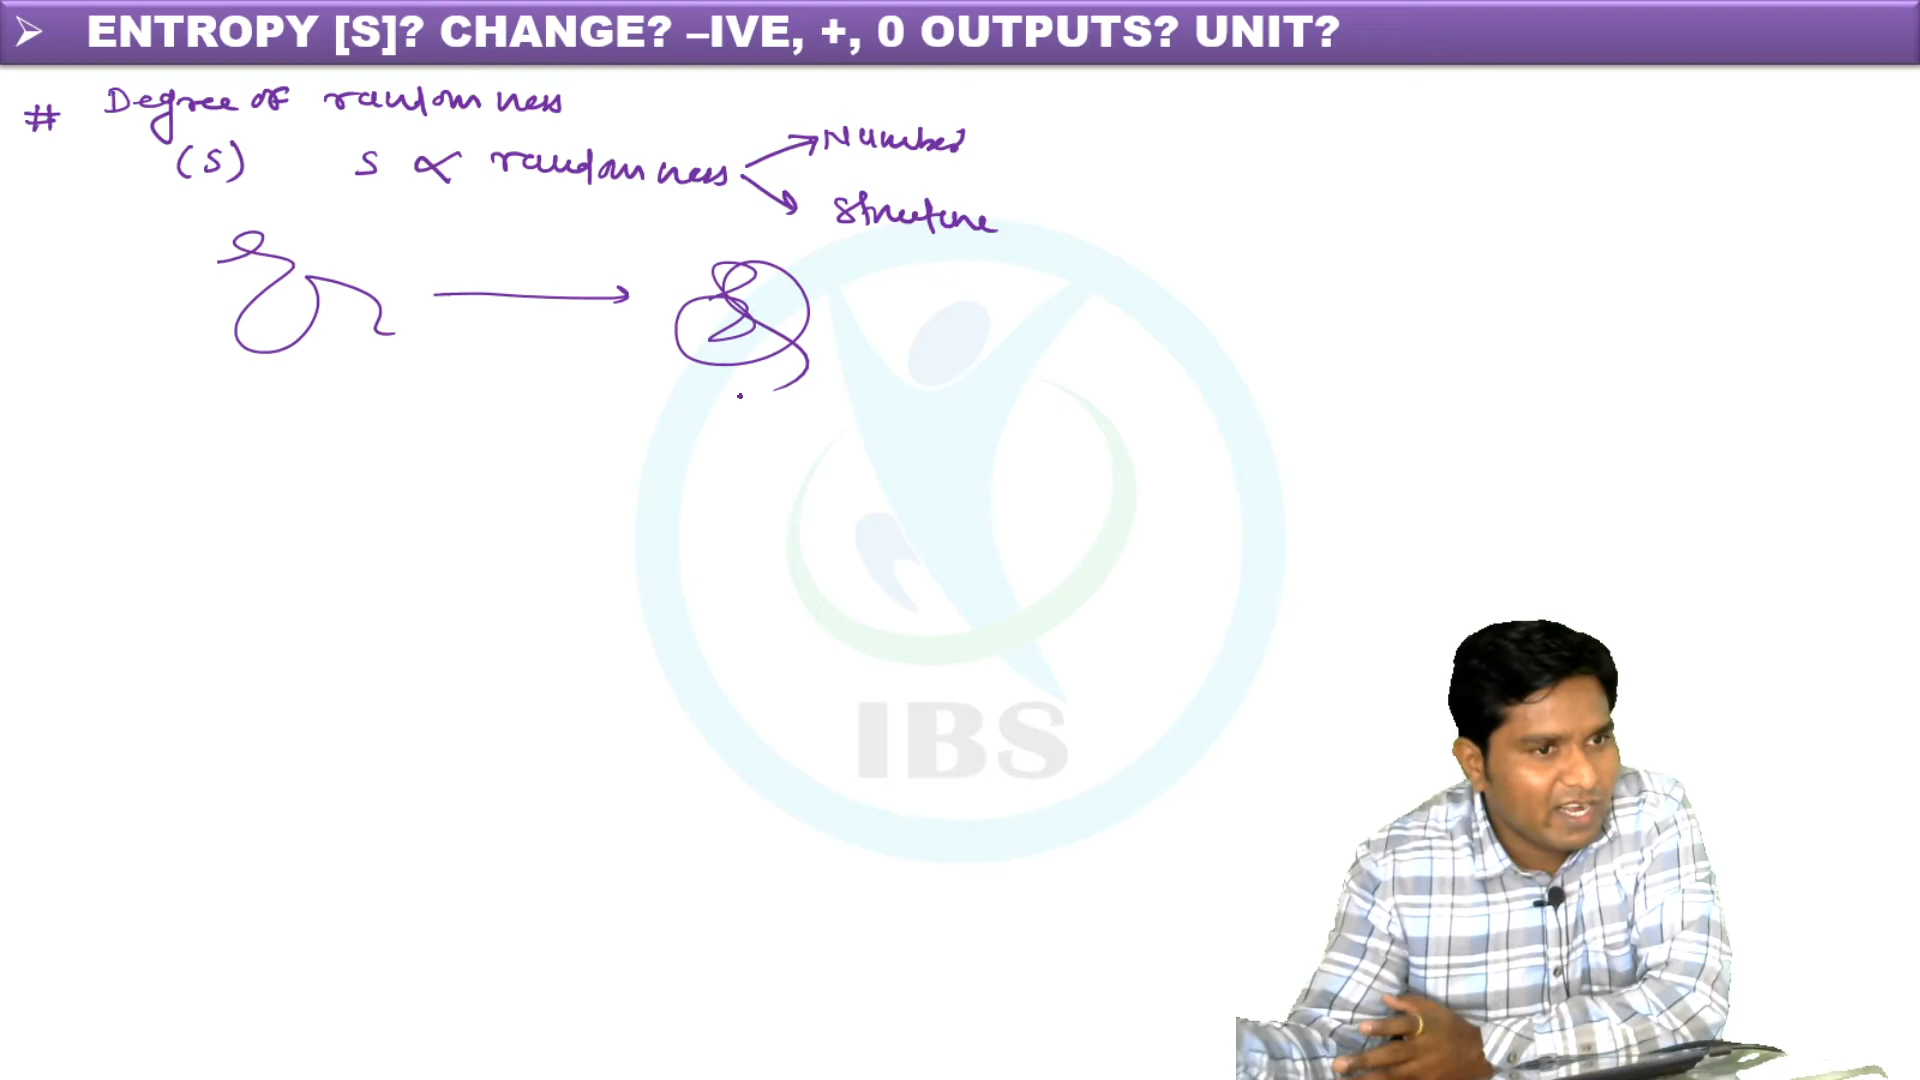 ENTROPY [S]? CHANGE? –IVE, +, 0 OUTPUTS? UNIT?
# Degree of randomness
(S) S ∝ randomness → Number
→ Structure
IBS